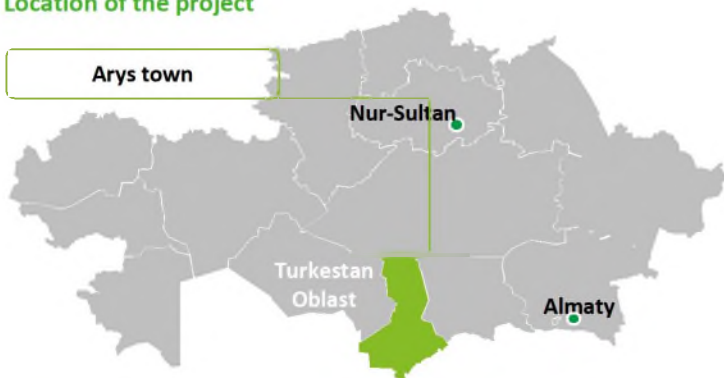 Location of the project
Arys town
Nur-Sultan
Turkestan
Oblast
Almaty